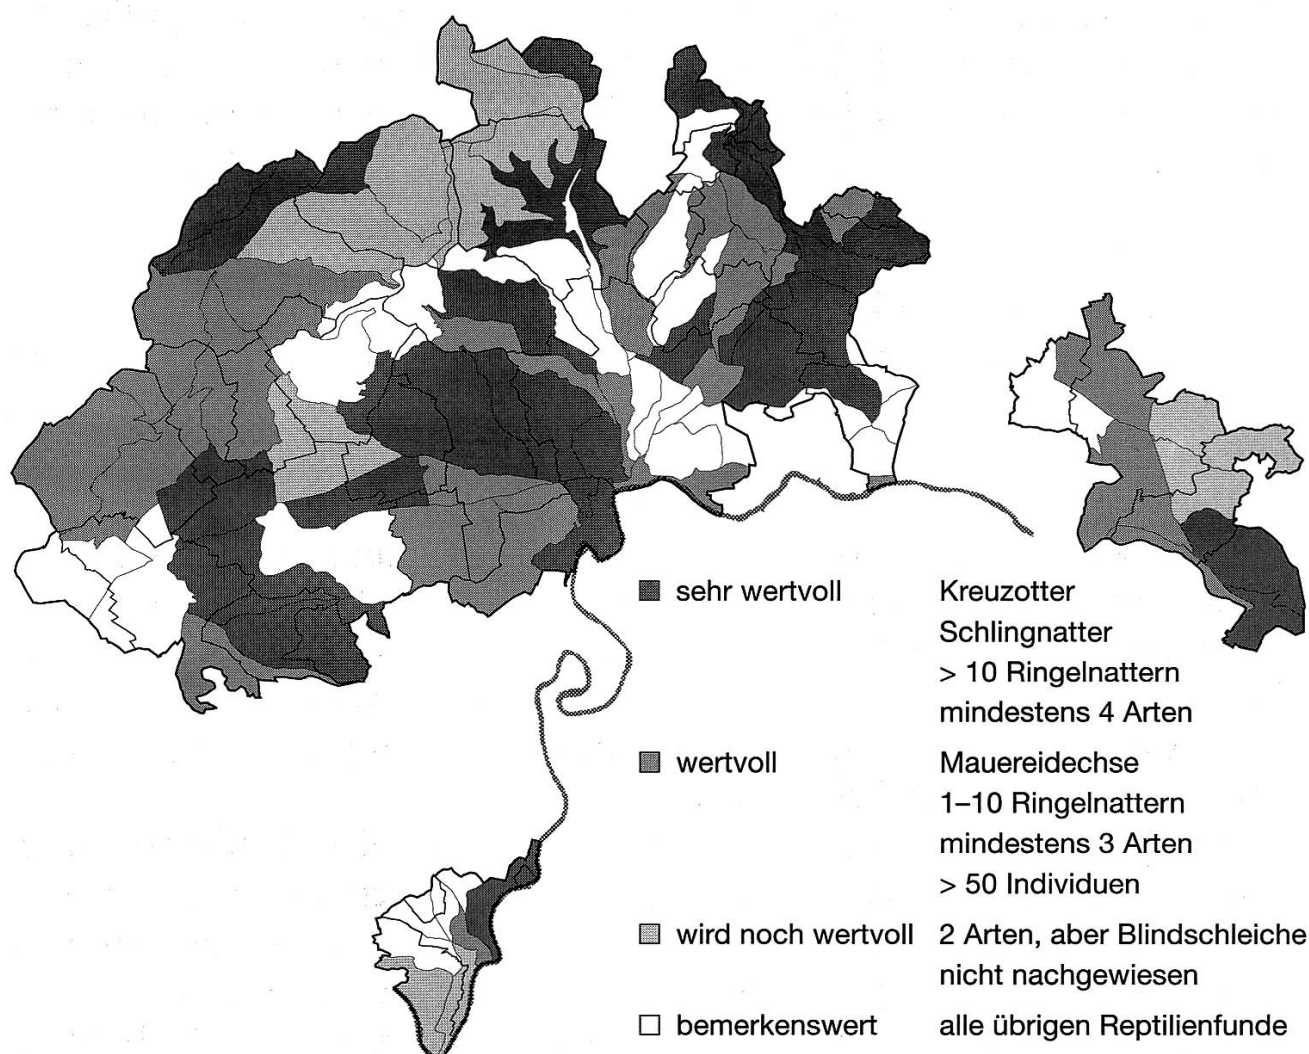 sehr wertvoll Kreuzotter
Schlingnatter
> 10 Ringelnattern
mindestens 4 Arten
wertvoll Mauereidechse
1–10 Ringelnattern
mindestens 3 Arten
> 50 Individuen
wird noch wertvoll 2 Arten, aber Blindschleiche
nicht nachgewiesen
bemerkenswert alle übrigen Reptilienfunde